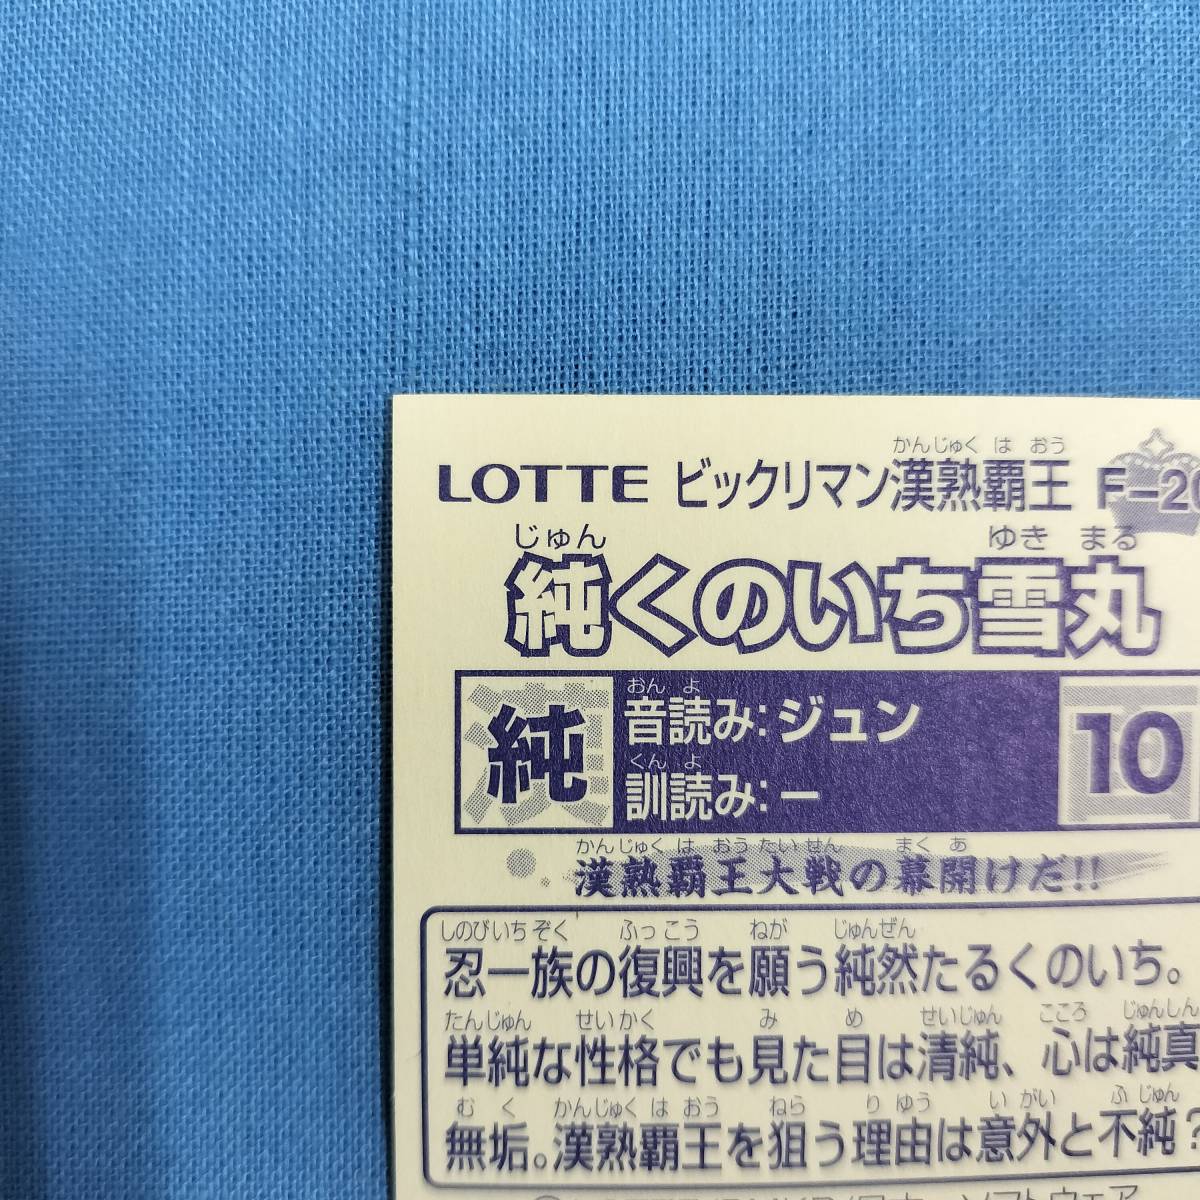 かんじゅく は おう
LOTTE ビックリマン漢熟覇王 F-20
じゅん ゆき まる
純くのいち雪丸
おん よ
純 音読み:ジュン 10
くん よ
訓読み:ー
かんじゅく は おう たい せん まく あ
漢熟覇王大戦の幕開けだ!!
しのびいち ぞく ふっ こう ねが じゅんぜん
忍一族の復興を願う純然たるくのいち。
たんじゅん せい かく み め せいじゅん こころ じゅんしん
単純な性格でも見た目は清純、心は純真
む く かんじゅく は おう ねら り ゆう い がい ふ じゅん
無垢。漢熟覇王を狙う理由は意外と不純?